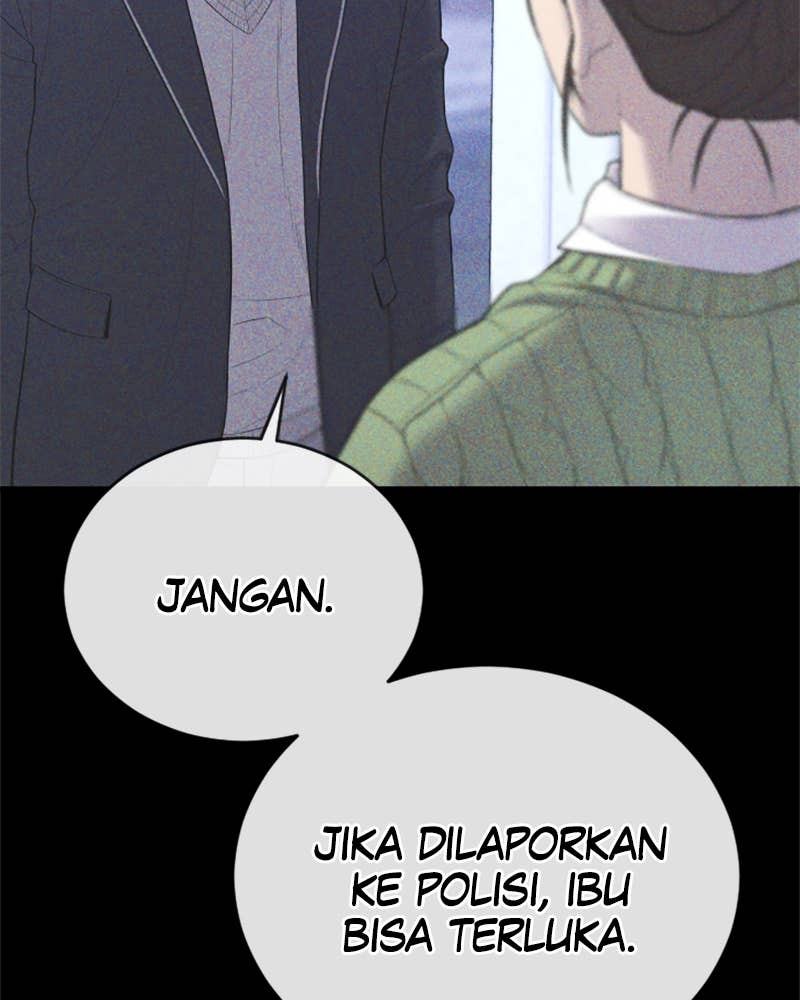 JANGAN.
JIKA DILAPORKAN
KE POLISI, IBU
BISA TERLUKA.